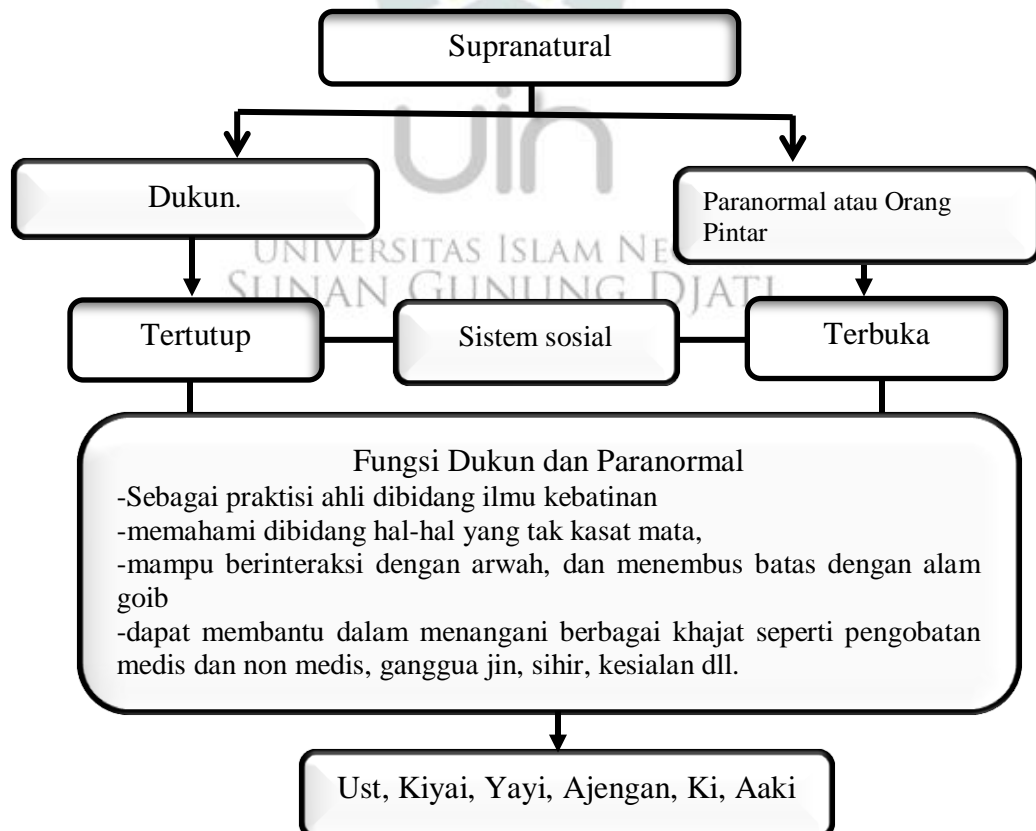 Supranatural
uin
Dukun.
Paranormal atau Orang
Pintar
UNIVERSITAS ISLAM NE
SUNAN GUNUNG DJATI
Tertutup
Sistem sosial
Terbuka
Fungsi Dukun dan Paranormal
-Sebagai praktisi ahli dibidang ilmu kebatinan
-memahami dibidang hal-hal yang tak kasat mata,
-mampu berinteraksi dengan arwah, dan menembus batas dengan alam
goib
-dapat membantu dalam menangani berbagai khajat seperti pengobatan
medis dan non medis, ganggua jin, sihir, kesialan dll.
Ust, Kiyai, Yayi, Ajengan, Ki, Aaki